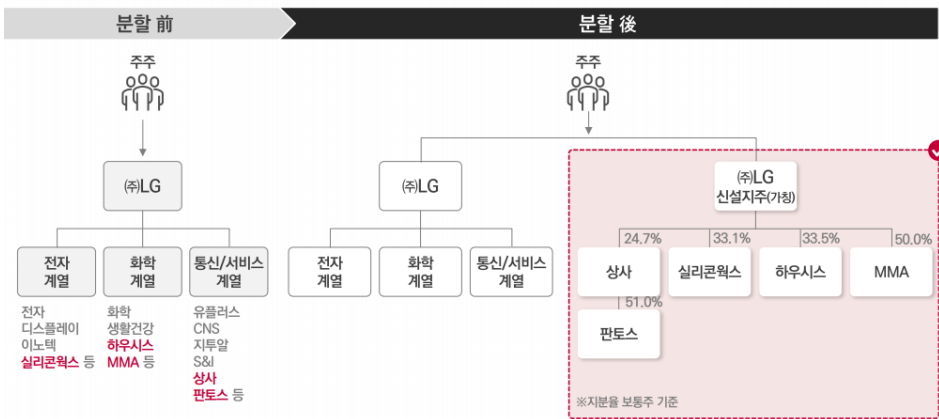 분할 前
분할 後
주주
주주
㈜LG
㈜LG
㈜LG
신설지주(가칭)
전자
계열
화학
계열
통신/서비스
계열
전자
계열
화학
계열
통신/서비스
계열
24.7%
33.1%
33.5%
50.0%
상사
실리콘웍스
하우시스
MMA
51.0%
판토스
전자
디스플레이
이노텍
실리콘웍스 등
화학
생활건강
하우시스
MMA 등
유플러스
CNS
지투알
S&I
상사
판토스 등
※지분율 보통주 기준